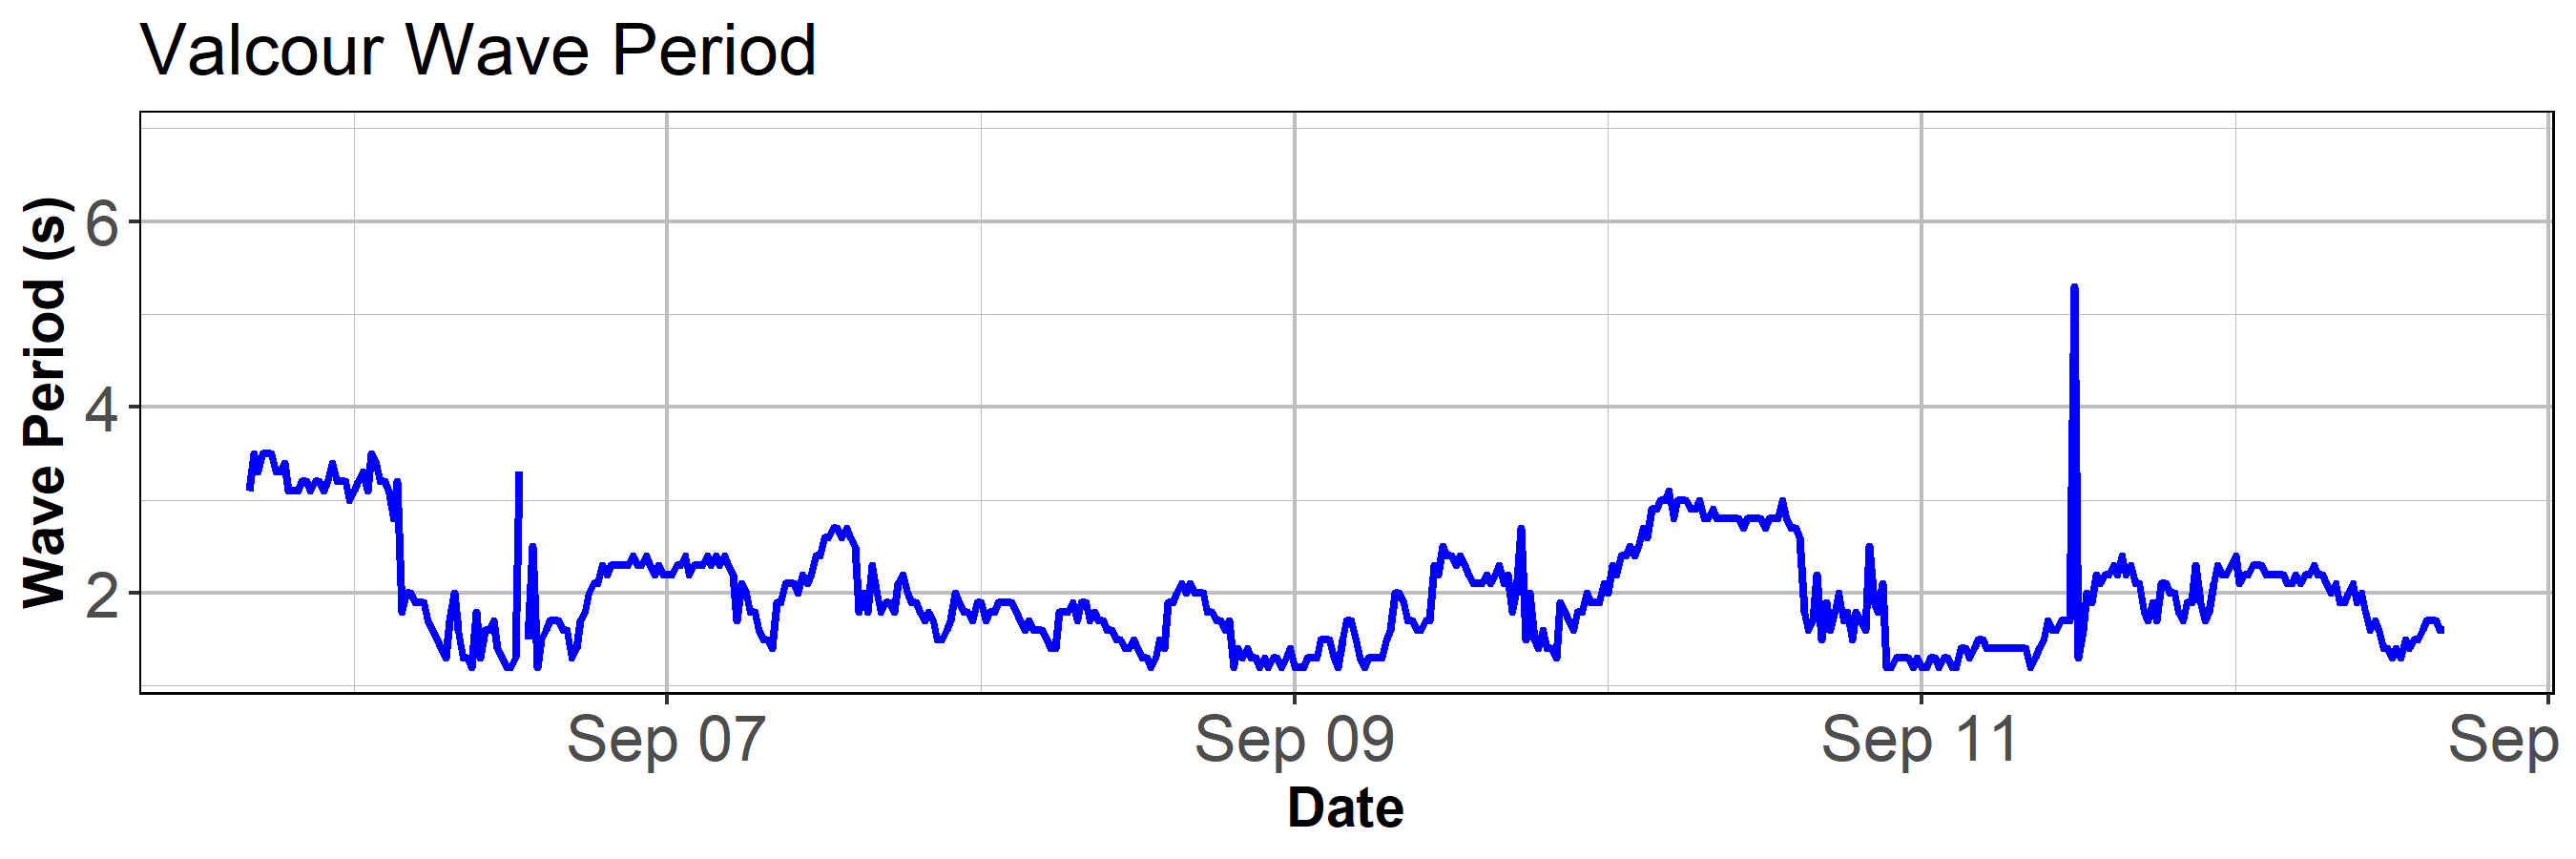 Valcour Wave Period
Wave Period (s)
6
4
2
Sep 07 Sep 09 Sep 11 Sep
Date